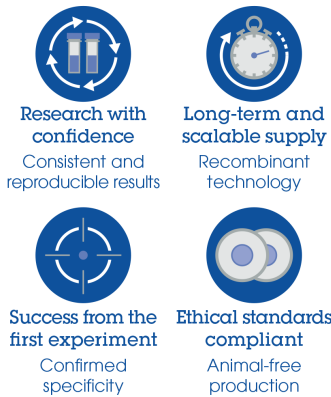 Research with
confidence
Consistent and
reproducible results
Long-term and
scalable supply
Recombinant
technology
Success from the
first experiment
Confirmed
specificity
Ethical standards
compliant
Animal-free
production